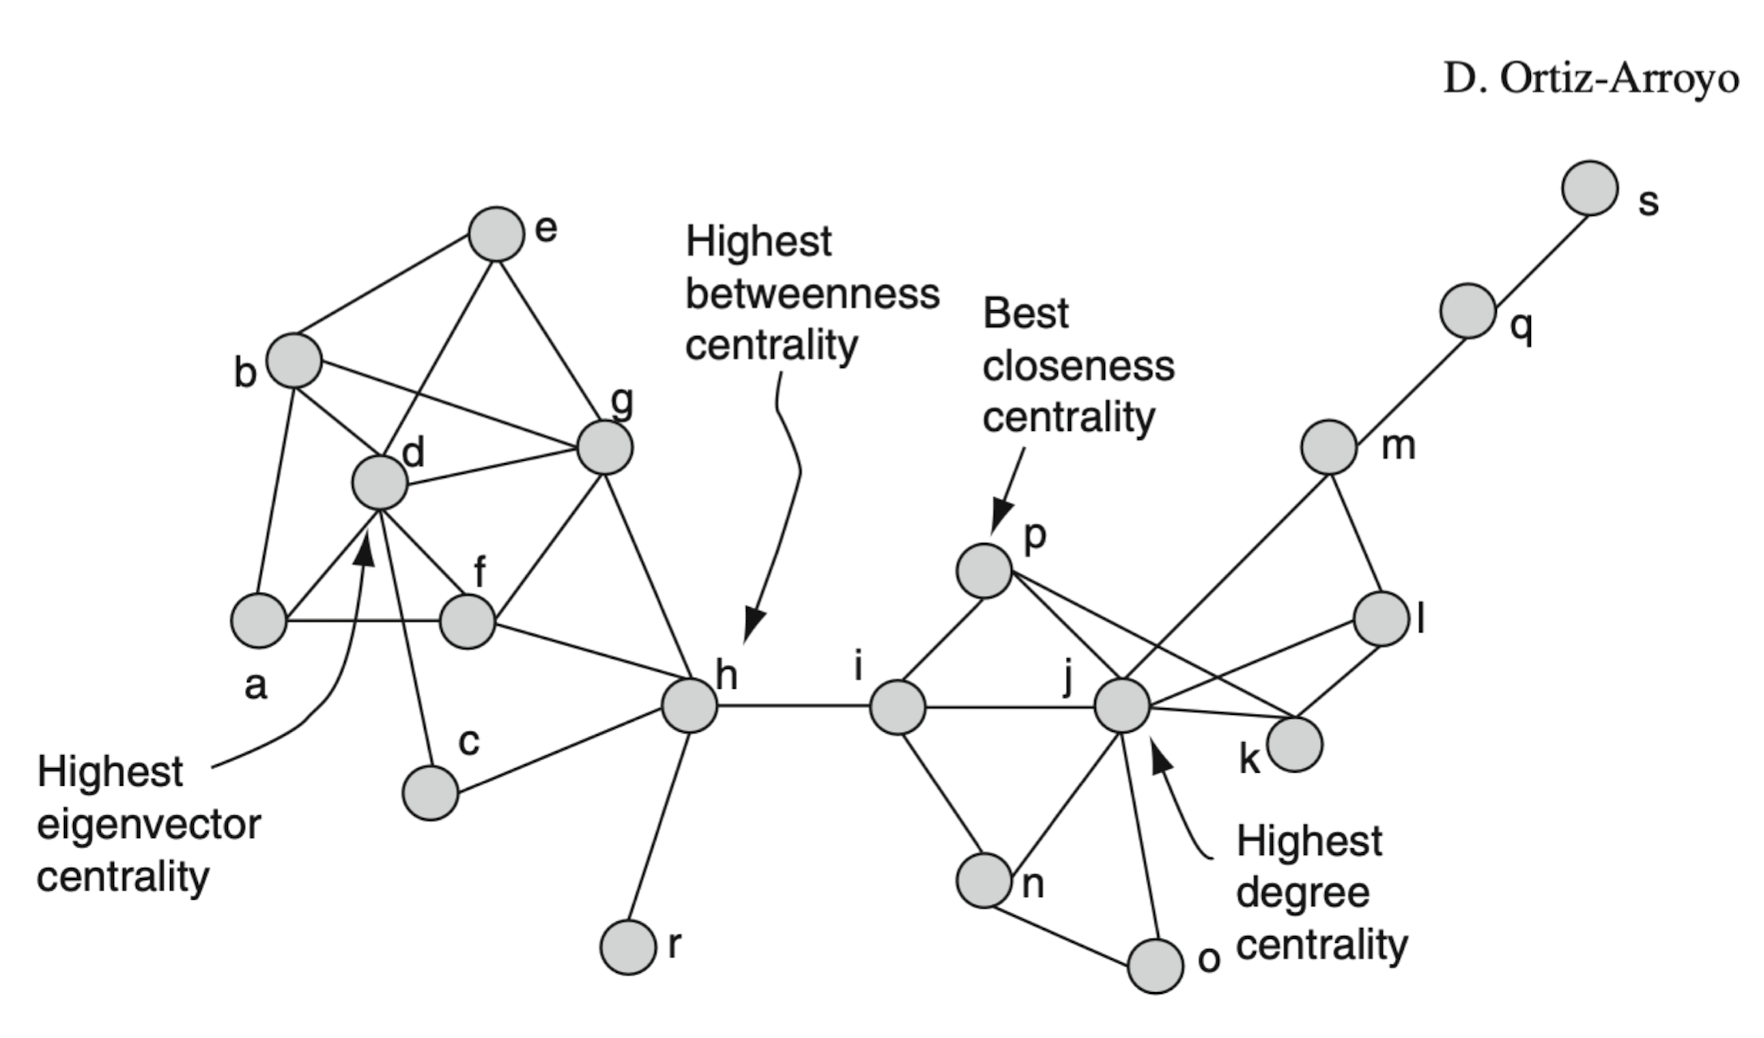 D. Ortiz-Arroyo
s
e
Highest
betweenness
centrality
Best
closeness
centrality
q
b
g
d
m
p
f
l
a
h
i
j
c
k
Highest
eigenvector
centrality
Highest
degree
centrality
n
r
o